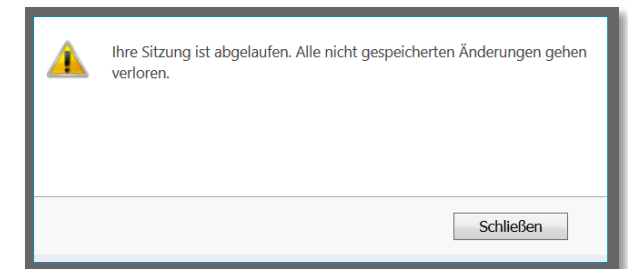 Ihre Sitzung ist abgelaufen. Alle nicht gespeicherten Änderungen gehen
verloren.
Schließen